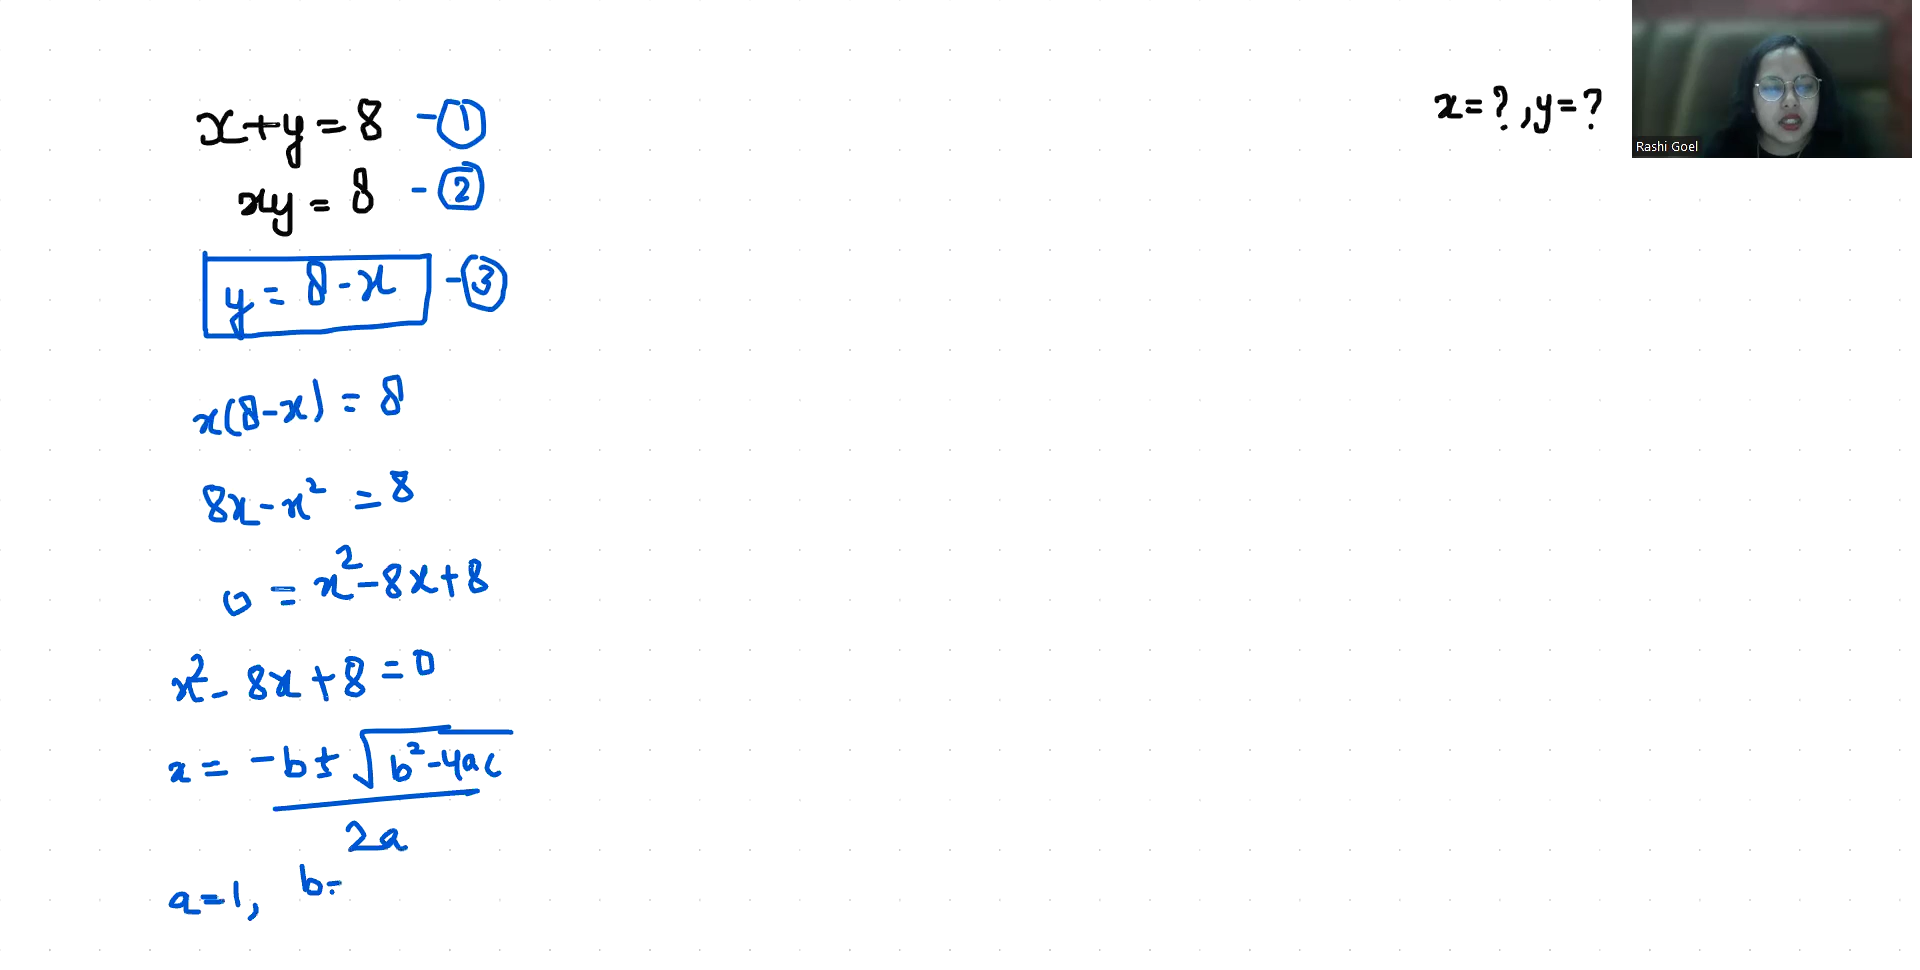 x+y=8 -①
xy=8 -②
y=8-x -③
x(8-x)=8
8x-x²=8
0=x²-8x+8
x²-8x+8=0
x=-b±√b²-4ac
2a
a=1, b=
x=?, y=?
Rashi Goel